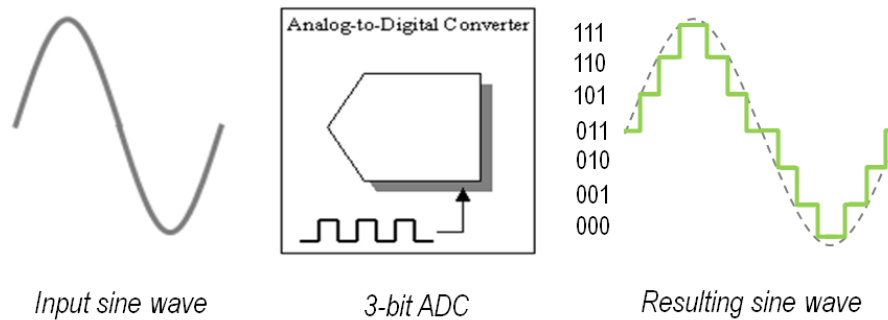 Analog-to-Digital Converter
111
110
101
011
010
001
000
Input sine wave
3-bit ADC
Resulting sine wave